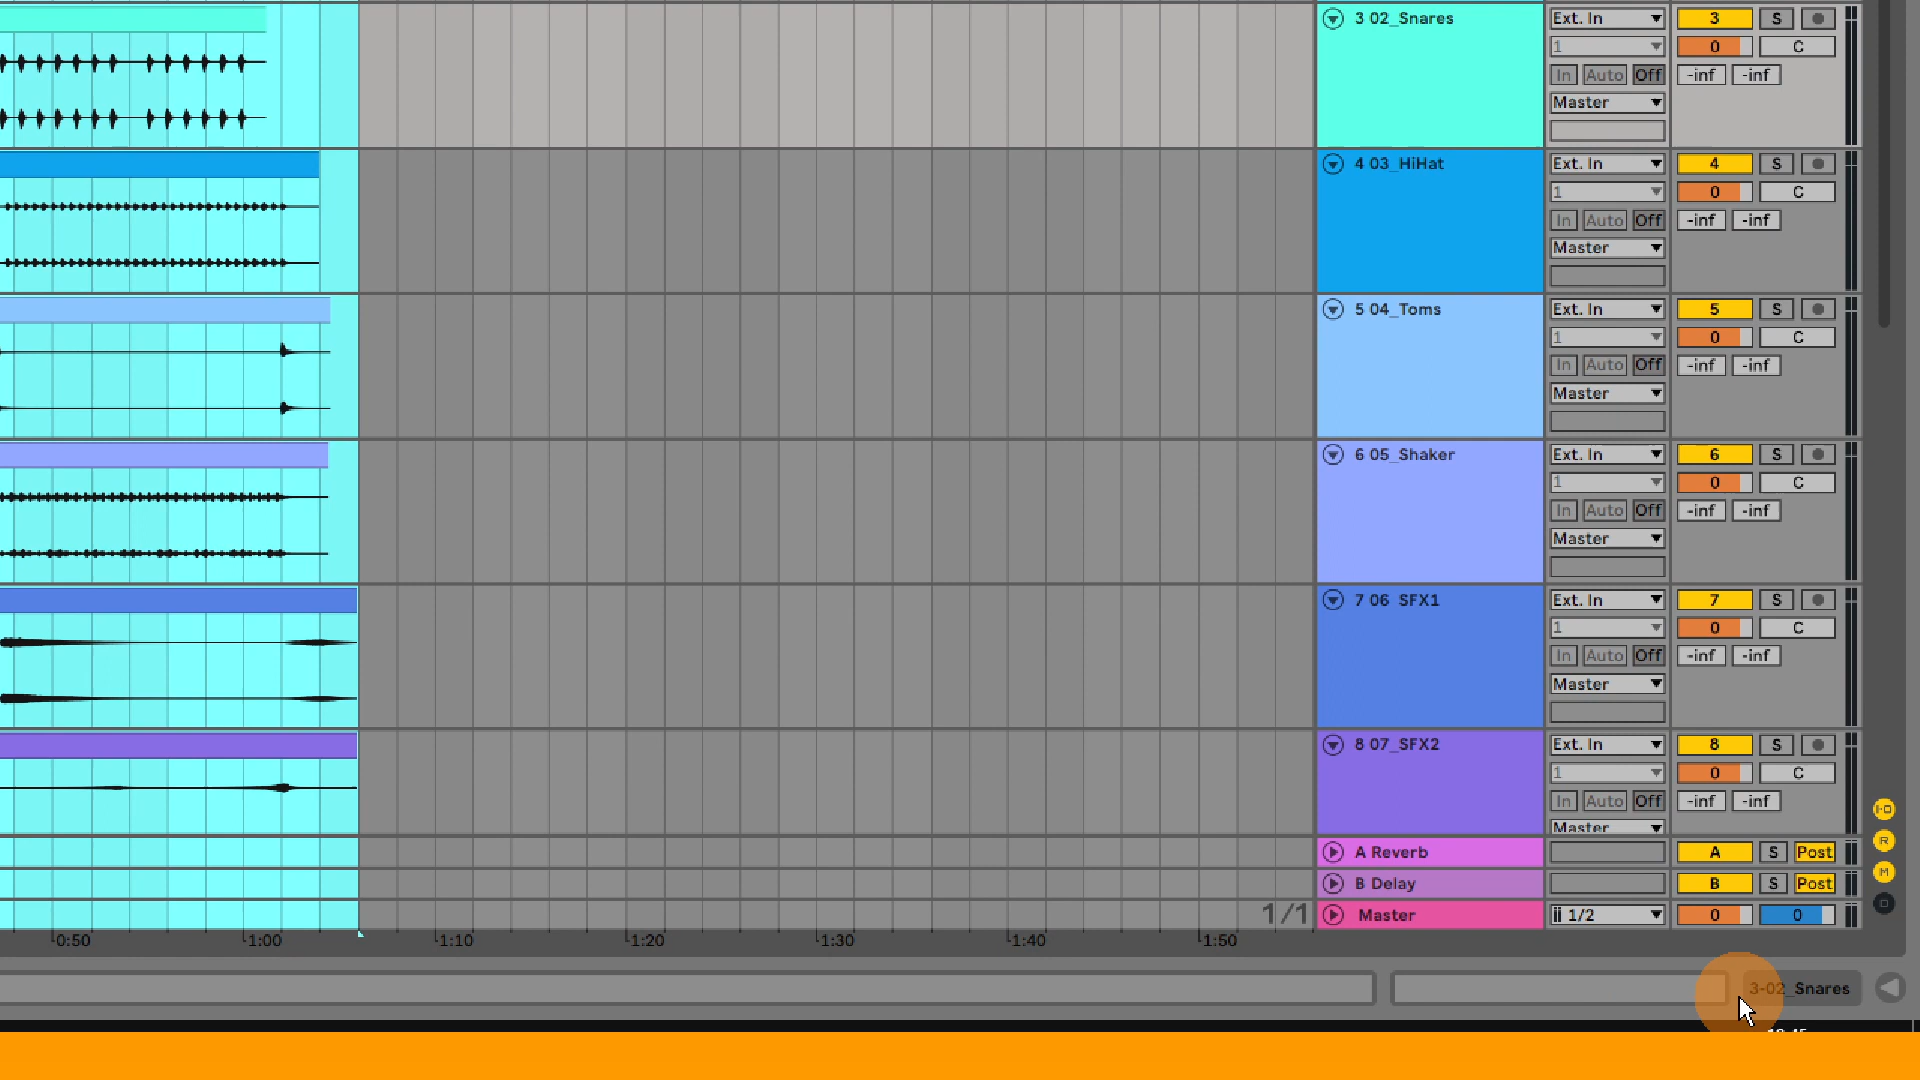 3 02_Snares Ext. In 3 S
1 0 C
In Auto Off -inf -inf
Master
4 03_HiHat Ext. In 4 S
1 0 C
In Auto Off -inf -inf
Master
5 04_Toms Ext. In 5 S
1 0 C
In Auto Off -inf -inf
Master
6 05_Shaker Ext. In 6 S
1 0 C
In Auto Off -inf -inf
Master
7 06 SFX1 Ext. In 7 S
1 0 C
In Auto Off -inf -inf
Master
8 07_SFX2 Ext. In 8 S
1 0 C
In Auto Off -inf -inf
Master
A Reverb A S Post
B Delay B S Post
1/1 Master 1/2 0 0
0:50 1:00 1:10 1:20 1:30 1:40 1:50
I·O
R
M
D
3-02_Snares